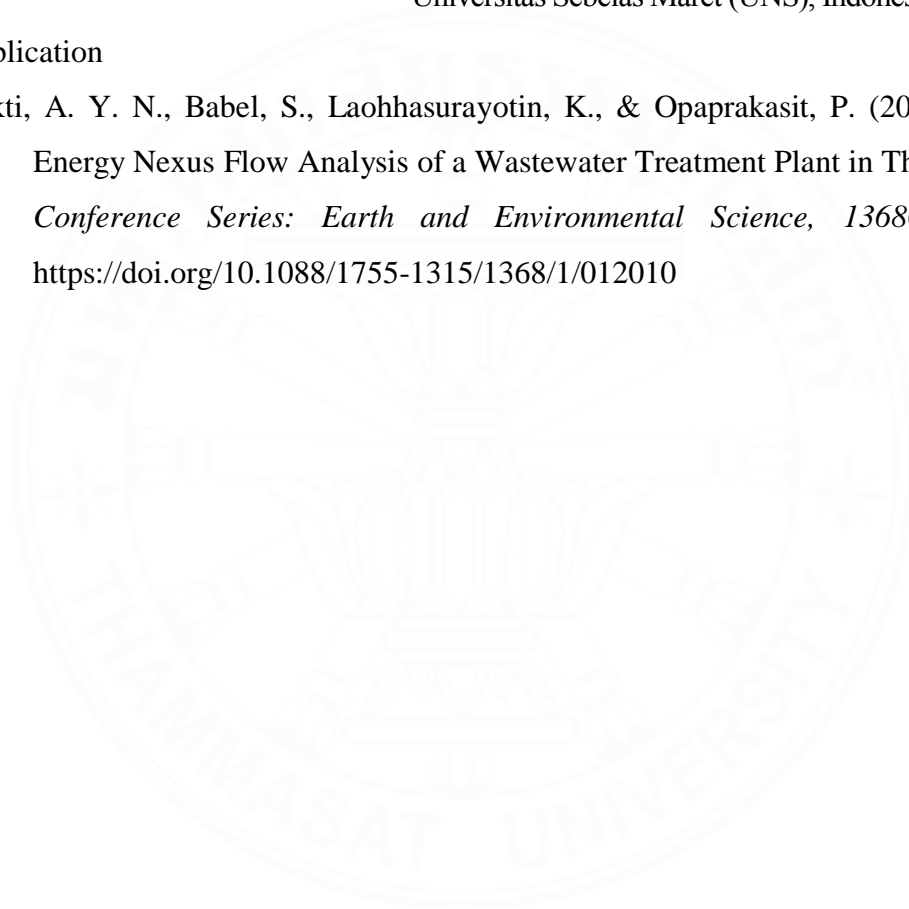 Universitas Sebelas Maret (UNS), Indones
plication
kti, A. Y. N., Babel, S., Laohhasurayotin, K., & Opaprakasit, P. (20
Energy Nexus Flow Analysis of a Wastewater Treatment Plant in Th
Conference Series: Earth and Environmental Science, 1368
https://doi.org/10.1088/1755-1315/1368/1/012010
THAMMASAT UNIVERSITY